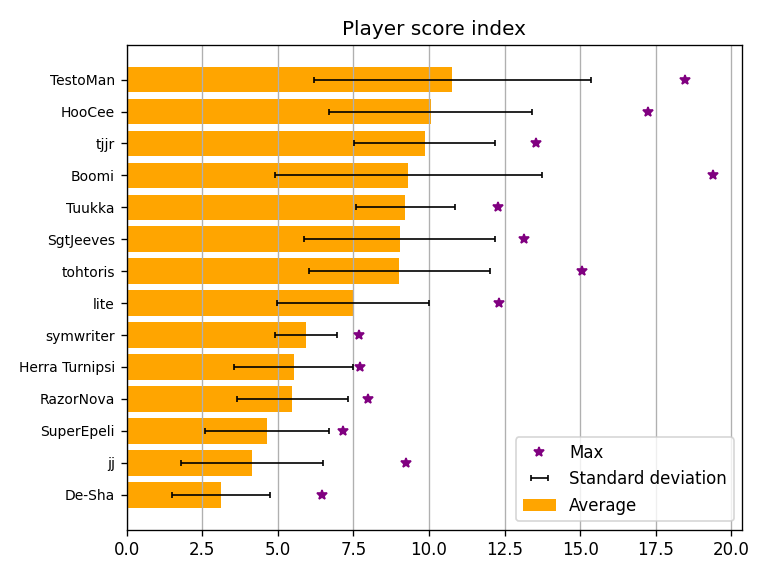 Player score index
TestoMan
HooCee
tjjr
Boomi
Tuukka
SgtJeeves
tohtoris
lite
symwriter
Herra Turnipsi
RazorNova
SuperEpeli
jj
De-Sha
Max
Standard deviation
Average
0.0 2.5 5.0 7.5 10.0 12.5 15.0 17.5 20.0